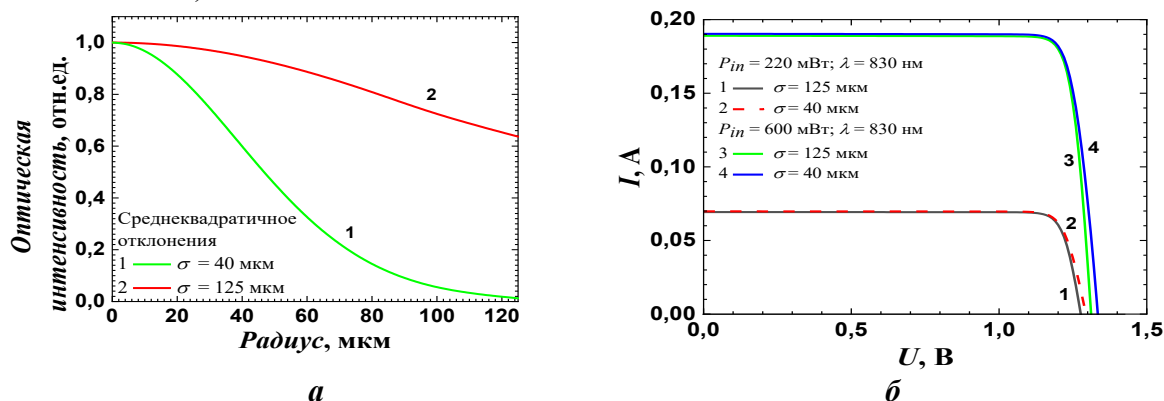 1,0
0,8
0,6
0,4
0,2
0,0
0 20 40 60 80 100 120
Оптическая
интенсивность, отн.ед.
Радиус, мкм
2
1
Среднеквадратичное
отклонения
1 σ = 40 мкм
2 σ = 125 мкм
а
0,20
0,15
0,10
0,05
0,00
0,0 0,5 1,0 1,5
I, А
U, В
P_in = 220 мВт; λ = 830 нм
1 σ = 125 мкм
2 σ = 40 мкм
P_in = 600 мВт; λ = 830 нм
3 σ = 125 мкм
4 σ = 40 мкм
3 4
2
1
б